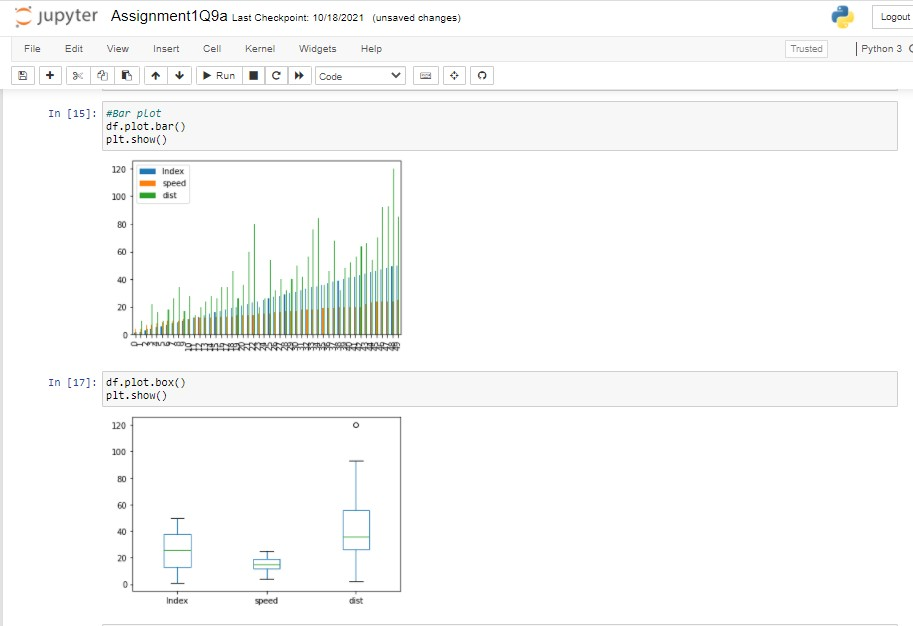 jupyter Assignment1Q9a Last Checkpoint: 10/18/2021 (unsaved changes) Logout
File Edit View Insert Cell Kernel Widgets Help Trusted Python 3
Run Code
In [15]: #Bar plot
df.plot.bar()
plt.show()
120
100
80
60
40
20
0
Index
speed
dist
In [17]: df.plot.box()
plt.show()
120
100
80
60
40
20
0
Index speed dist